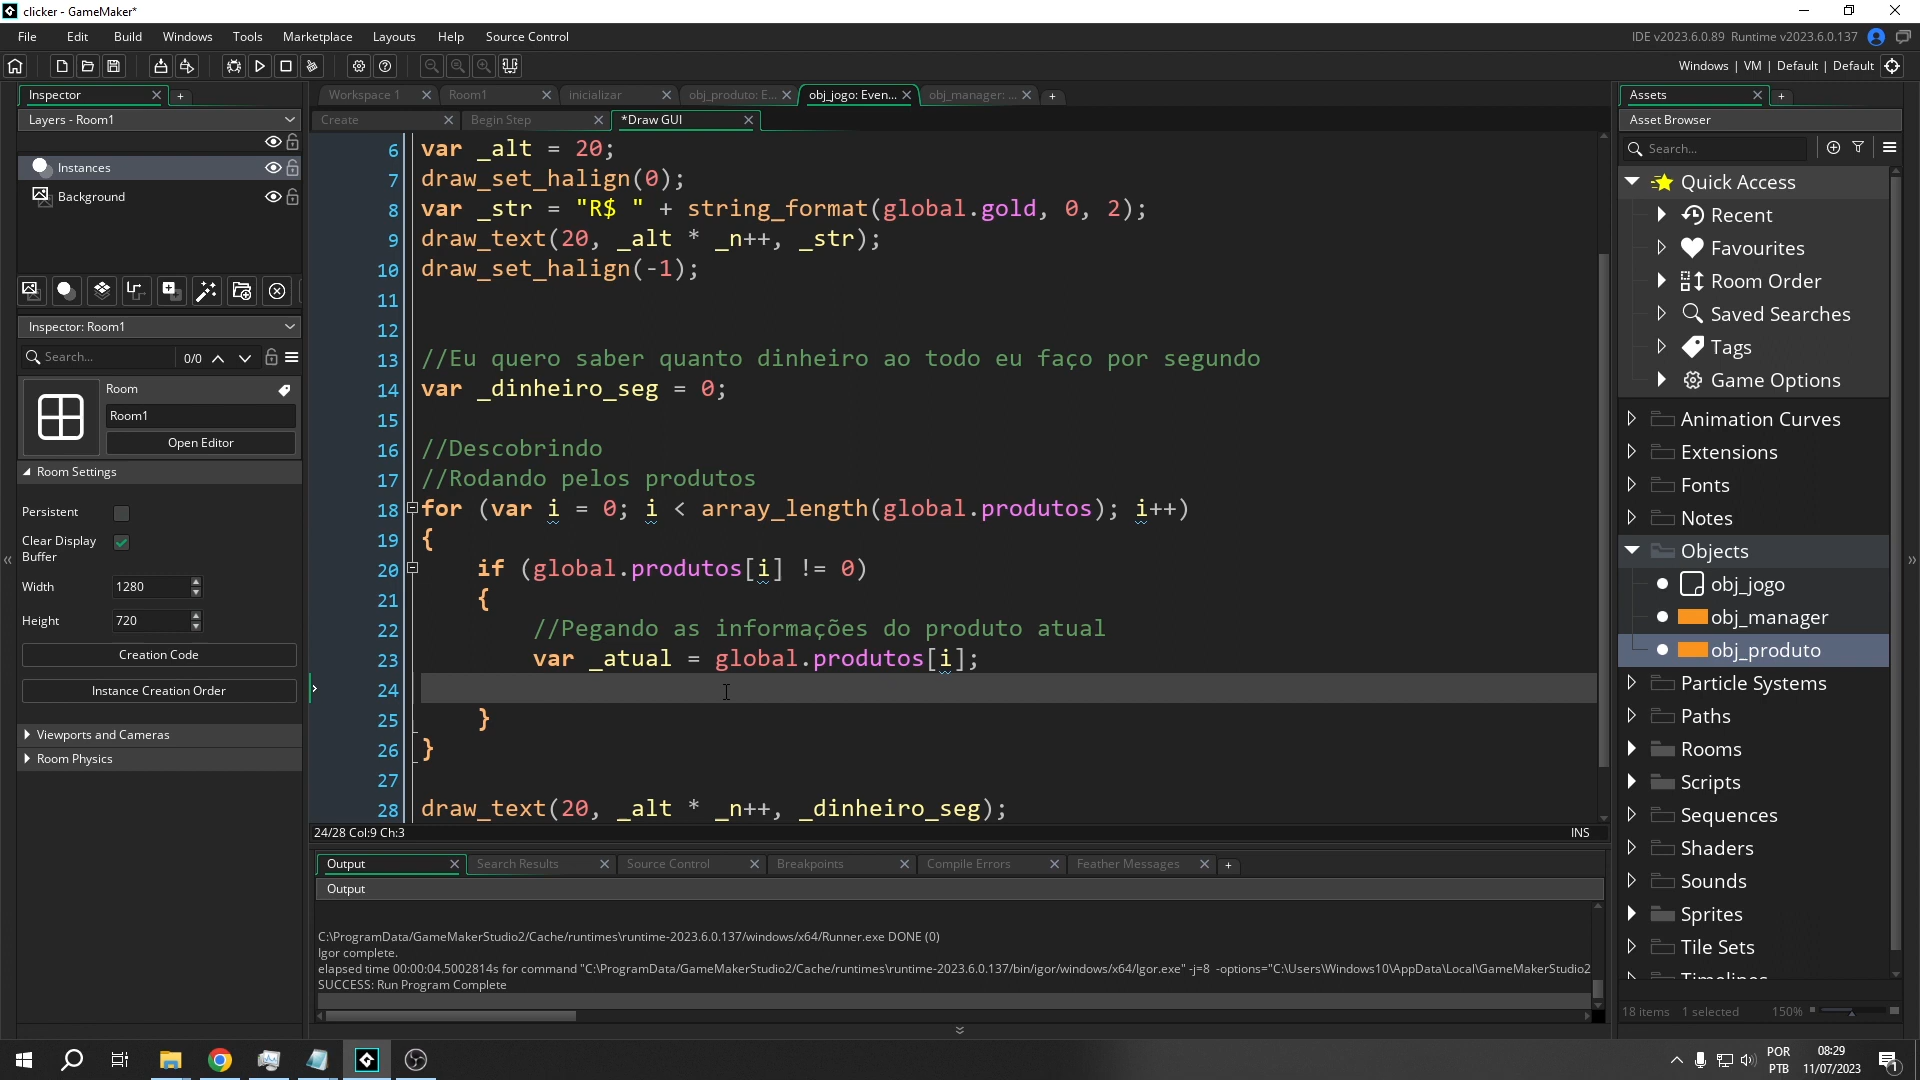 clicker - GameMaker*
File Edit Build Windows Tools Marketplace Layouts Help Source Control
IDE v2023.6.0.89 Runtime v2023.6.0.137
Windows | VM | Default | Default
Inspector
Layers - Room1
Instances
Background
Inspector: Room1
Search...
0/0
Room
Room1
Open Editor
Room Settings
Persistent
Clear Display
Buffer
Width 1280
Height 720
Creation Code
Instance Creation Order
Viewports and Cameras
Room Physics
Workspace 1 Room1 inicializar obj_produto: E... obj_jogo: Even... obj_manager: ...
Create Begin Step *Draw GUI
6 var _alt = 20;
7 draw_set_halign(0);
8 var _str = "R$ " + string_format(global.gold, 0, 2);
9 draw_text(20, _alt * _n++, _str);
10 draw_set_halign(-1);
11
12
13 //Eu quero saber quanto dinheiro ao todo eu faço por segundo
14 var _dinheiro_seg = 0;
15
16 //Descobrindo
17 //Rodando pelos produtos
18 for (var i = 0; i < array_length(global.produtos); i++)
19 {
20 if (global.produtos[i] != 0)
21 {
22 //Pegando as informações do produto atual
23 var _atual = global.produtos[i];
24
25 }
26 }
27
28 draw_text(20, _alt * _n++, _dinheiro_seg);
24/28 Col:9 Ch:3
INS
Output Search Results Source Control Breakpoints Compile Errors Feather Messages
Output
C:\ProgramData/GameMakerStudio2/Cache/runtimes\runtime-2023.6.0.137/windows/x64/Runner.exe DONE (0)
Igor complete.
elapsed time 00:00:04.5002814s for command "C:\ProgramData/GameMakerStudio2/Cache/runtimes\runtime-2023.6.0.137/bin/igor/windows/x64/Igor.exe" -j=8 -options="C:\Users\Windows10\AppData\Local\GameMakerStudio2
SUCCESS: Run Program Complete
Assets
Asset Browser
Search...
Quick Access
Recent
Favourites
Room Order
Saved Searches
Tags
Game Options
Animation Curves
Extensions
Fonts
Notes
Objects
obj_jogo
obj_manager
obj_produto
Particle Systems
Paths
Rooms
Scripts
Sequences
Shaders
Sounds
Sprites
Tile Sets
Timelines
18 items 1 selected 150%
POR
PTB
08:29
11/07/2023
1